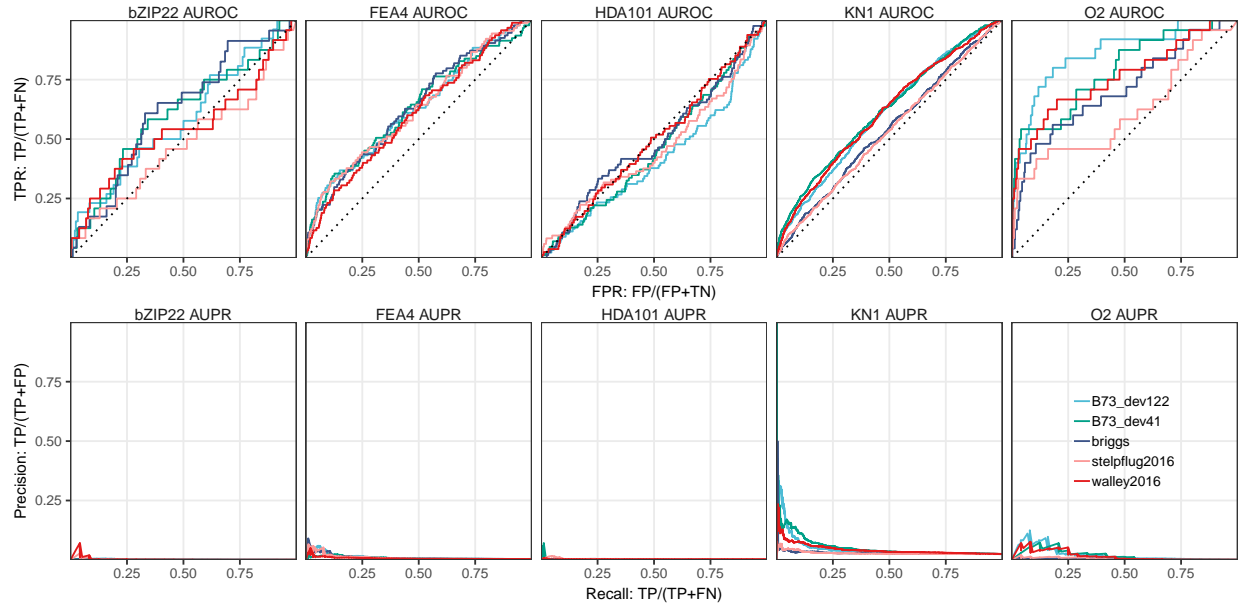 bZIP22 AUROC
FEA4 AUROC
HDA101 AUROC
KN1 AUROC
O2 AUROC
TPR: TP/(TP+FN)
0.75
0.50
0.25
0.25 0.50 0.75
0.25 0.50 0.75
0.25 0.50 0.75
0.25 0.50 0.75
0.25 0.50 0.75
FPR: FP/(FP+TN)
bZIP22 AUPR
FEA4 AUPR
HDA101 AUPR
KN1 AUPR
O2 AUPR
Precision: TP/(TP+FP)
0.75
0.50
0.25
B73_dev122
B73_dev41
briggs
stelpflug2016
walley2016
0.25 0.50 0.75
0.25 0.50 0.75
0.25 0.50 0.75
0.25 0.50 0.75
0.25 0.50 0.75
Recall: TP/(TP+FN)